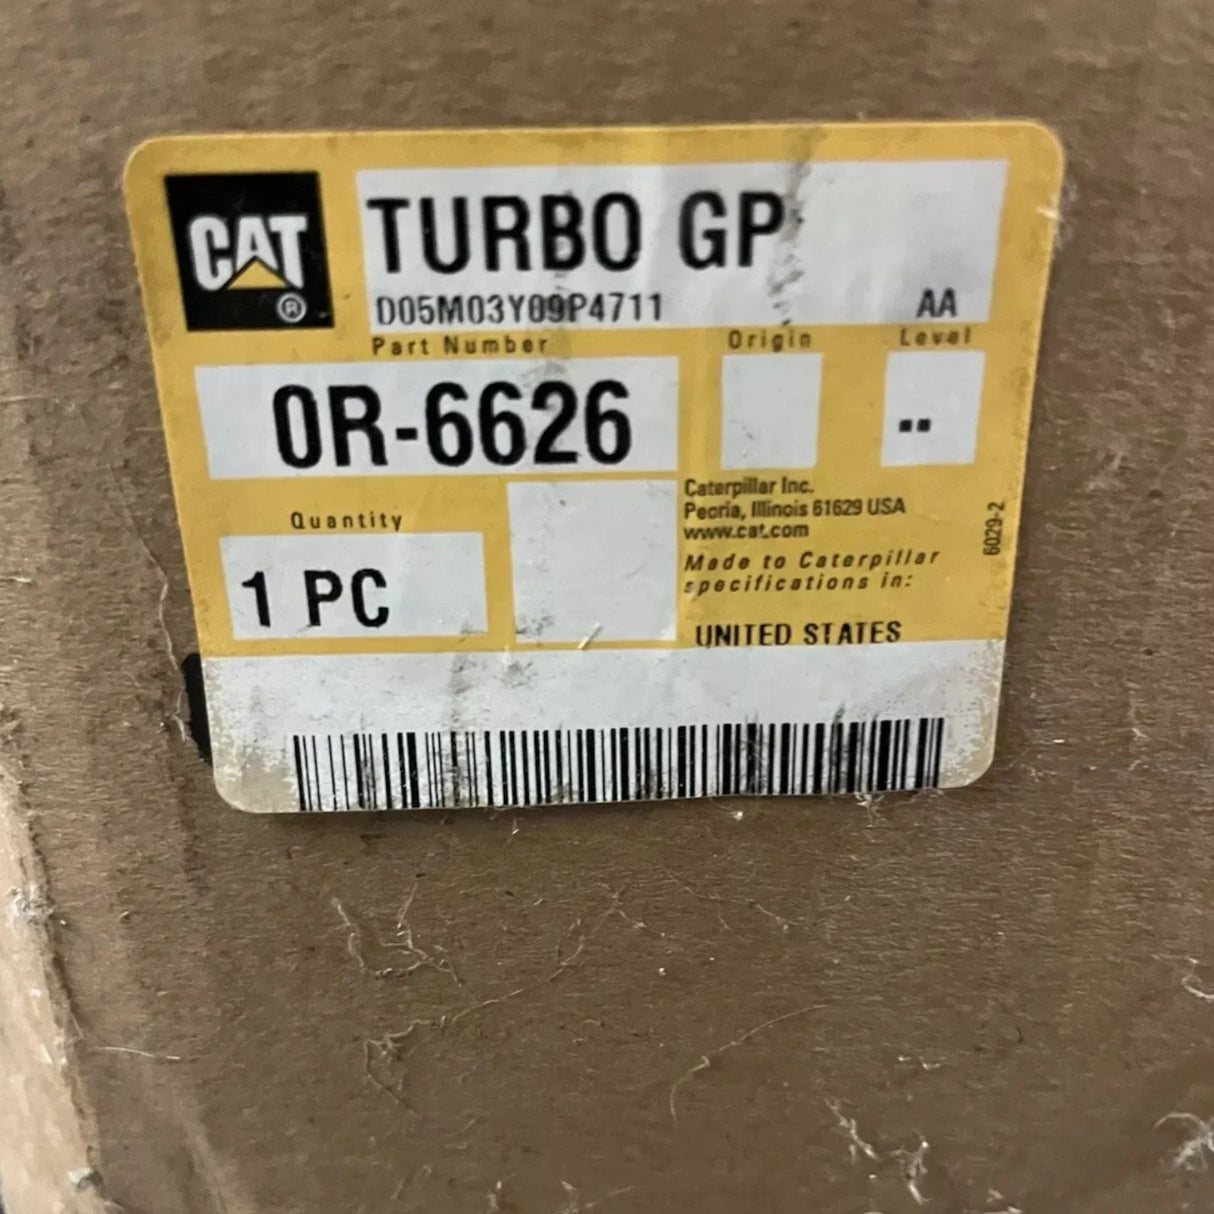 CAT
®
TURBO GP
D05M03Y09P4711 AA
Part Number Origin Level
0R-6626 --
Quantity
1 PC
Caterpillar Inc.
Peoria, Illinois 61629 USA
www.cat.com
Made to Caterpillar
specifications in:
UNITED STATES
6029-2